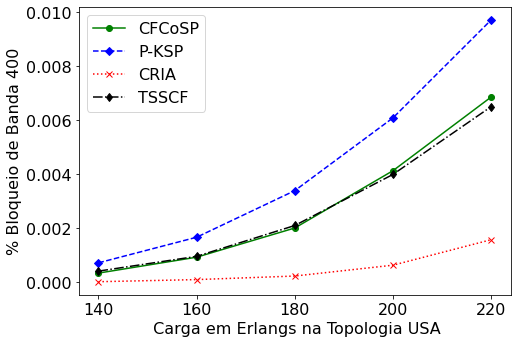 0.010
0.008
0.006
0.004
0.002
0.000
% Bloqueio de Banda 400
CFCoSP
P-KSP
CRIA
TSSCF
140 160 180 200 220
Carga em Erlangs na Topologia USA